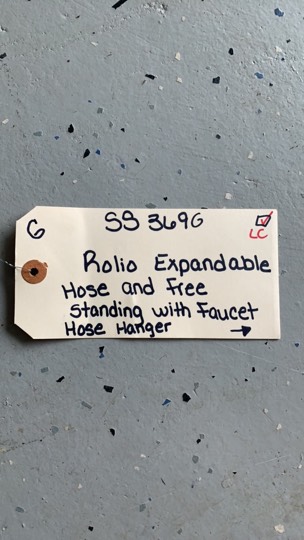 6
SS 369G
LC
Rolio Expandable
Hose and Free
Standing with Faucet
Hose Hanger →